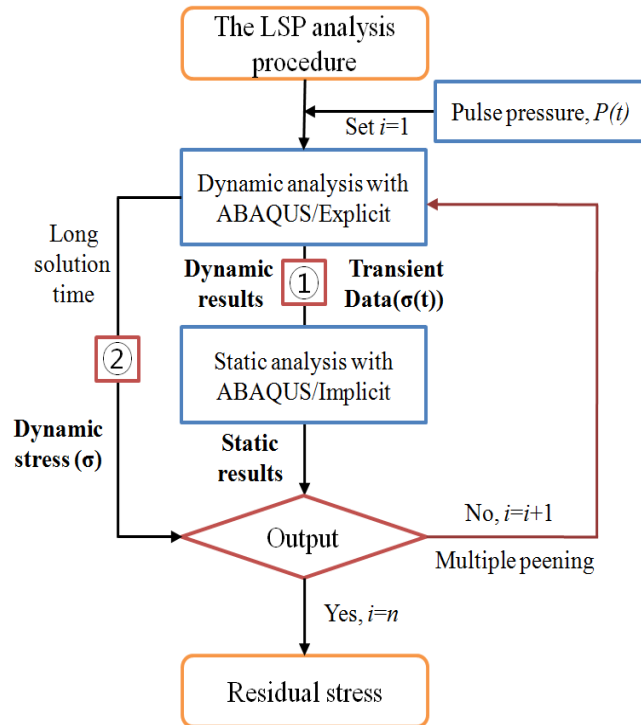 The LSP analysis
procedure
Pulse pressure, P(t)
Set i=1
Dynamic analysis with
ABAQUS/Explicit
Long
solution
time
Dynamic
results
①
Transient
Data(σ(t))
②
Static analysis with
ABAQUS/Implicit
Dynamic
stress (σ)
Static
results
Output
No, i=i+1
Multiple peening
Yes, i=n
Residual stress